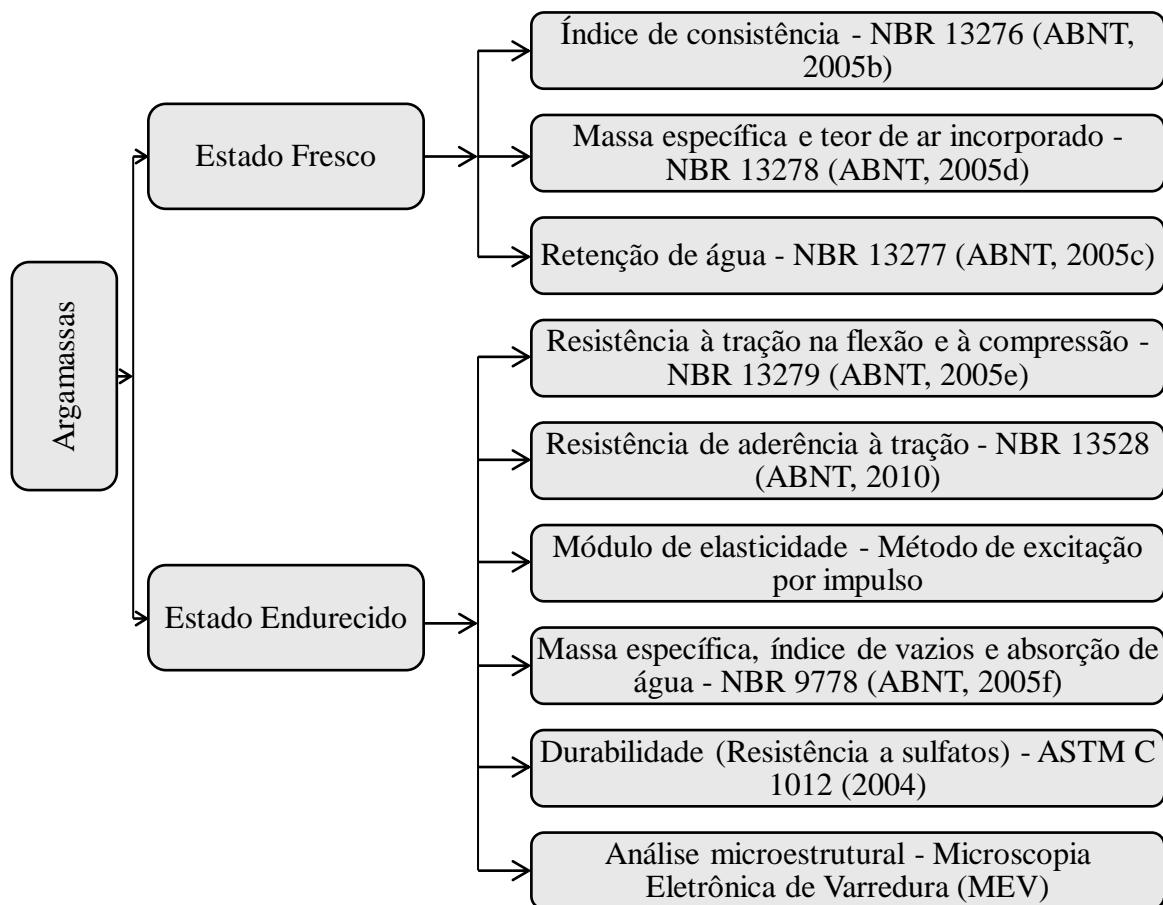 Argamassas
Estado Fresco
Índice de consistência - NBR 13276 (ABNT,
2005b)
Massa específica e teor de ar incorporado -
NBR 13278 (ABNT, 2005d)
Retenção de água - NBR 13277 (ABNT, 2005c)
Estado Endurecido
Resistência à tração na flexão e à compressão -
NBR 13279 (ABNT, 2005e)
Resistência de aderência à tração - NBR 13528
(ABNT, 2010)
Módulo de elasticidade - Método de excitação
por impulso
Massa específica, índice de vazios e absorção de
água - NBR 9778 (ABNT, 2005f)
Durabilidade (Resistência a sulfatos) - ASTM C
1012 (2004)
Análise microestrutural - Microscopia
Eletrônica de Varredura (MEV)